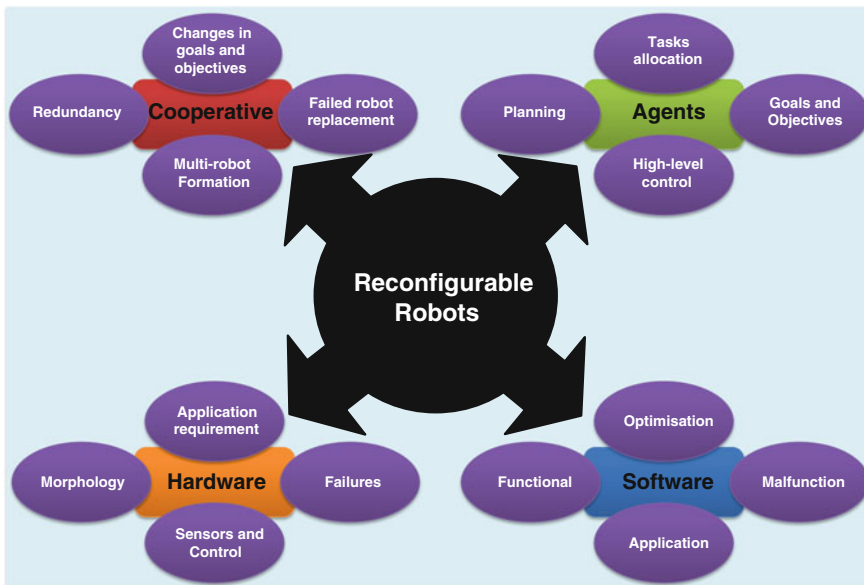 Changes in
goals and
objectives
Redundancy
Cooperative
Failed robot
replacement
Multi-robot
Formation
Tasks
allocation
Planning
Agents
Goals and
Objectives
High-level
control
Reconfigurable
Robots
Application
requirement
Morphology
Hardware
Failures
Sensors and
Control
Optimisation
Functional
Software
Malfunction
Application